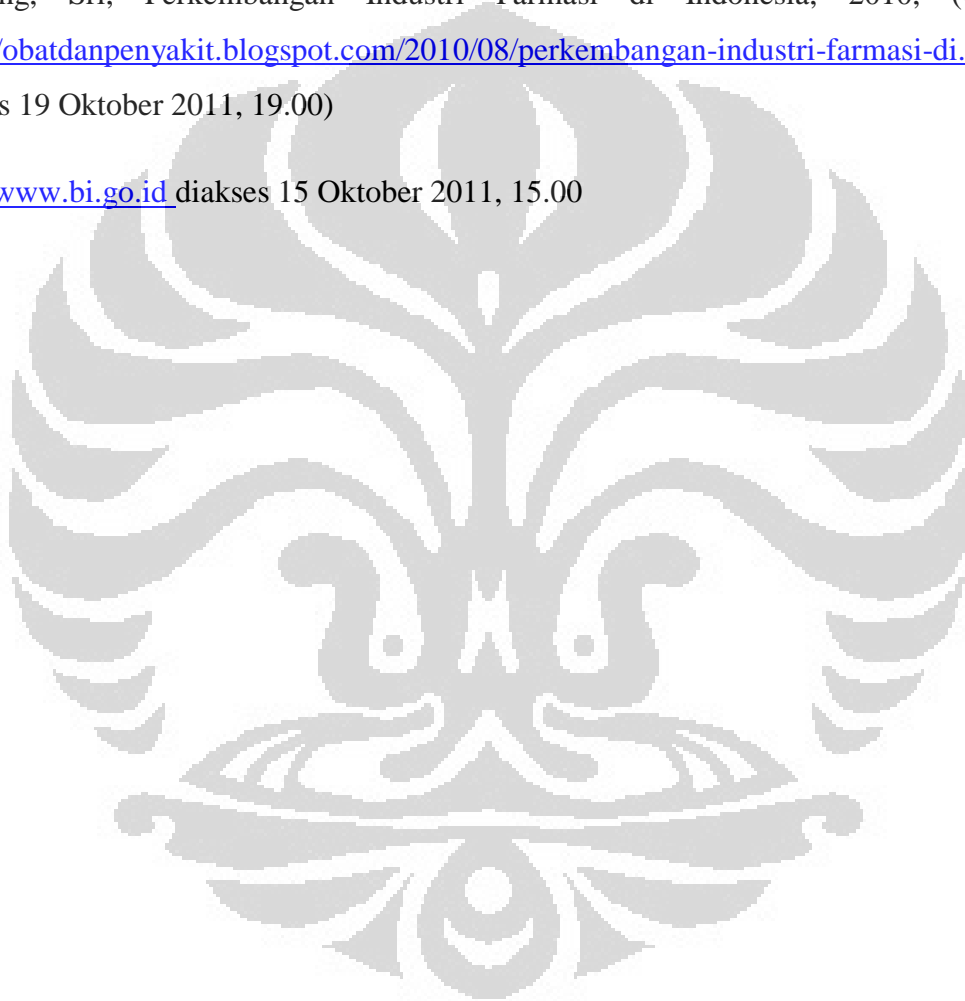 ng, Sri, Perkembangan Industri Farmasi di Indonesia, 2010, (
/obatdanpenyakit.blogspot.com/2010/08/perkembangan-industri-farmasi-di.
s 19 Oktober 2011, 19.00)
www.bi.go.id diakses 15 Oktober 2011, 15.00